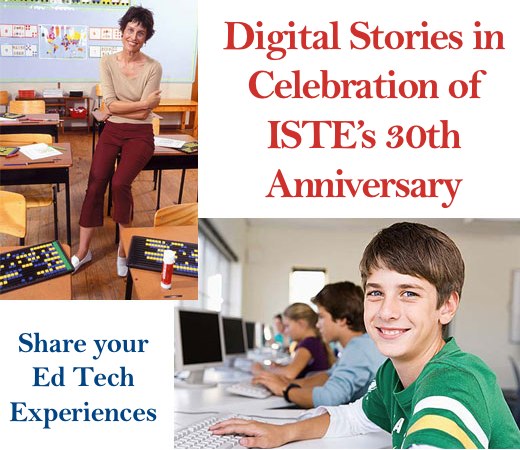 Digital Stories in
Celebration of
ISTE’s 30th
Anniversary
Share your
Ed Tech
Experiences